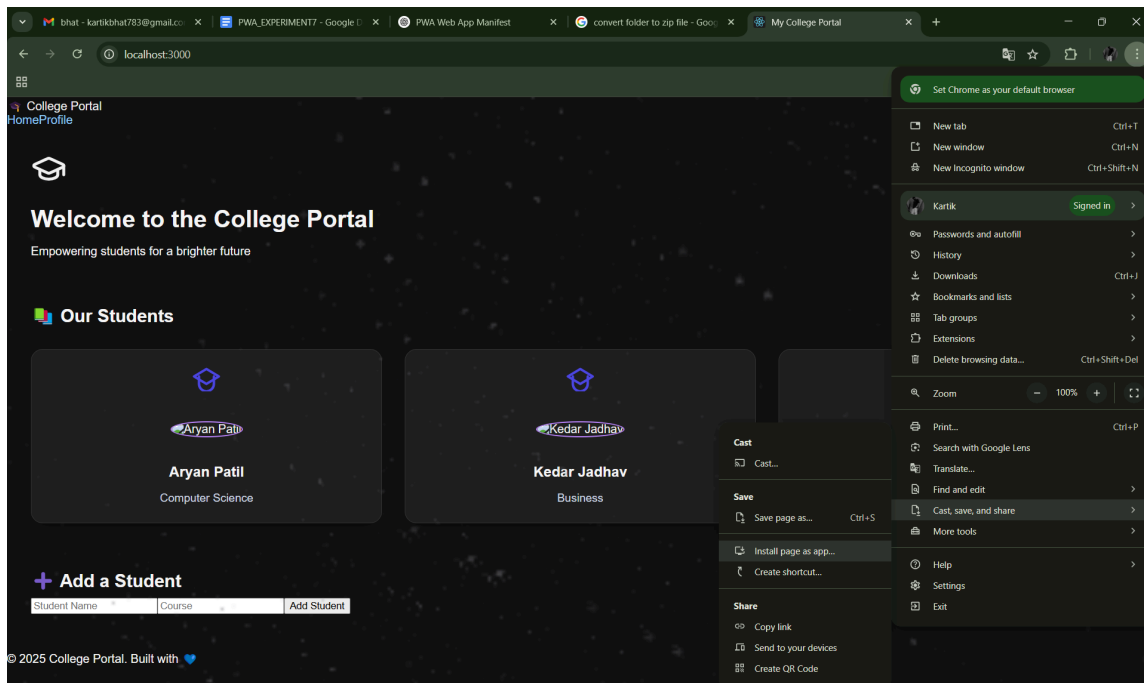 bhat - kartikbhat783@gmail.co
PWA_EXPERIMENT7 - Google D
PWA Web App Manifest
convert folder to zip file - Goog
My College Portal
localhost:3000
College Portal
HomeProfile
Welcome to the College Portal
Empowering students for a brighter future
Our Students
Aryan Patil
Aryan Patil
Computer Science
Kedar Jadhav
Kedar Jadhav
Business
Add a Student
Student Name
Course
Add Student
© 2025 College Portal. Built with 💙
Set Chrome as your default browser
New tab Ctrl+T
New window Ctrl+N
New Incognito window Ctrl+Shift+N
Kartik Signed in
Passwords and autofill
History
Downloads Ctrl+J
Bookmarks and lists
Tab groups
Extensions
Delete browsing data... Ctrl+Shift+Del
Zoom − 100% +
Print... Ctrl+P
Search with Google Lens
Translate...
Find and edit
Cast, save, and share
More tools
Help
Settings
Exit
Cast
Cast...
Save
Save page as... Ctrl+S
Install page as app...
Create shortcut...
Share
Copy link
Send to your devices
Create QR Code